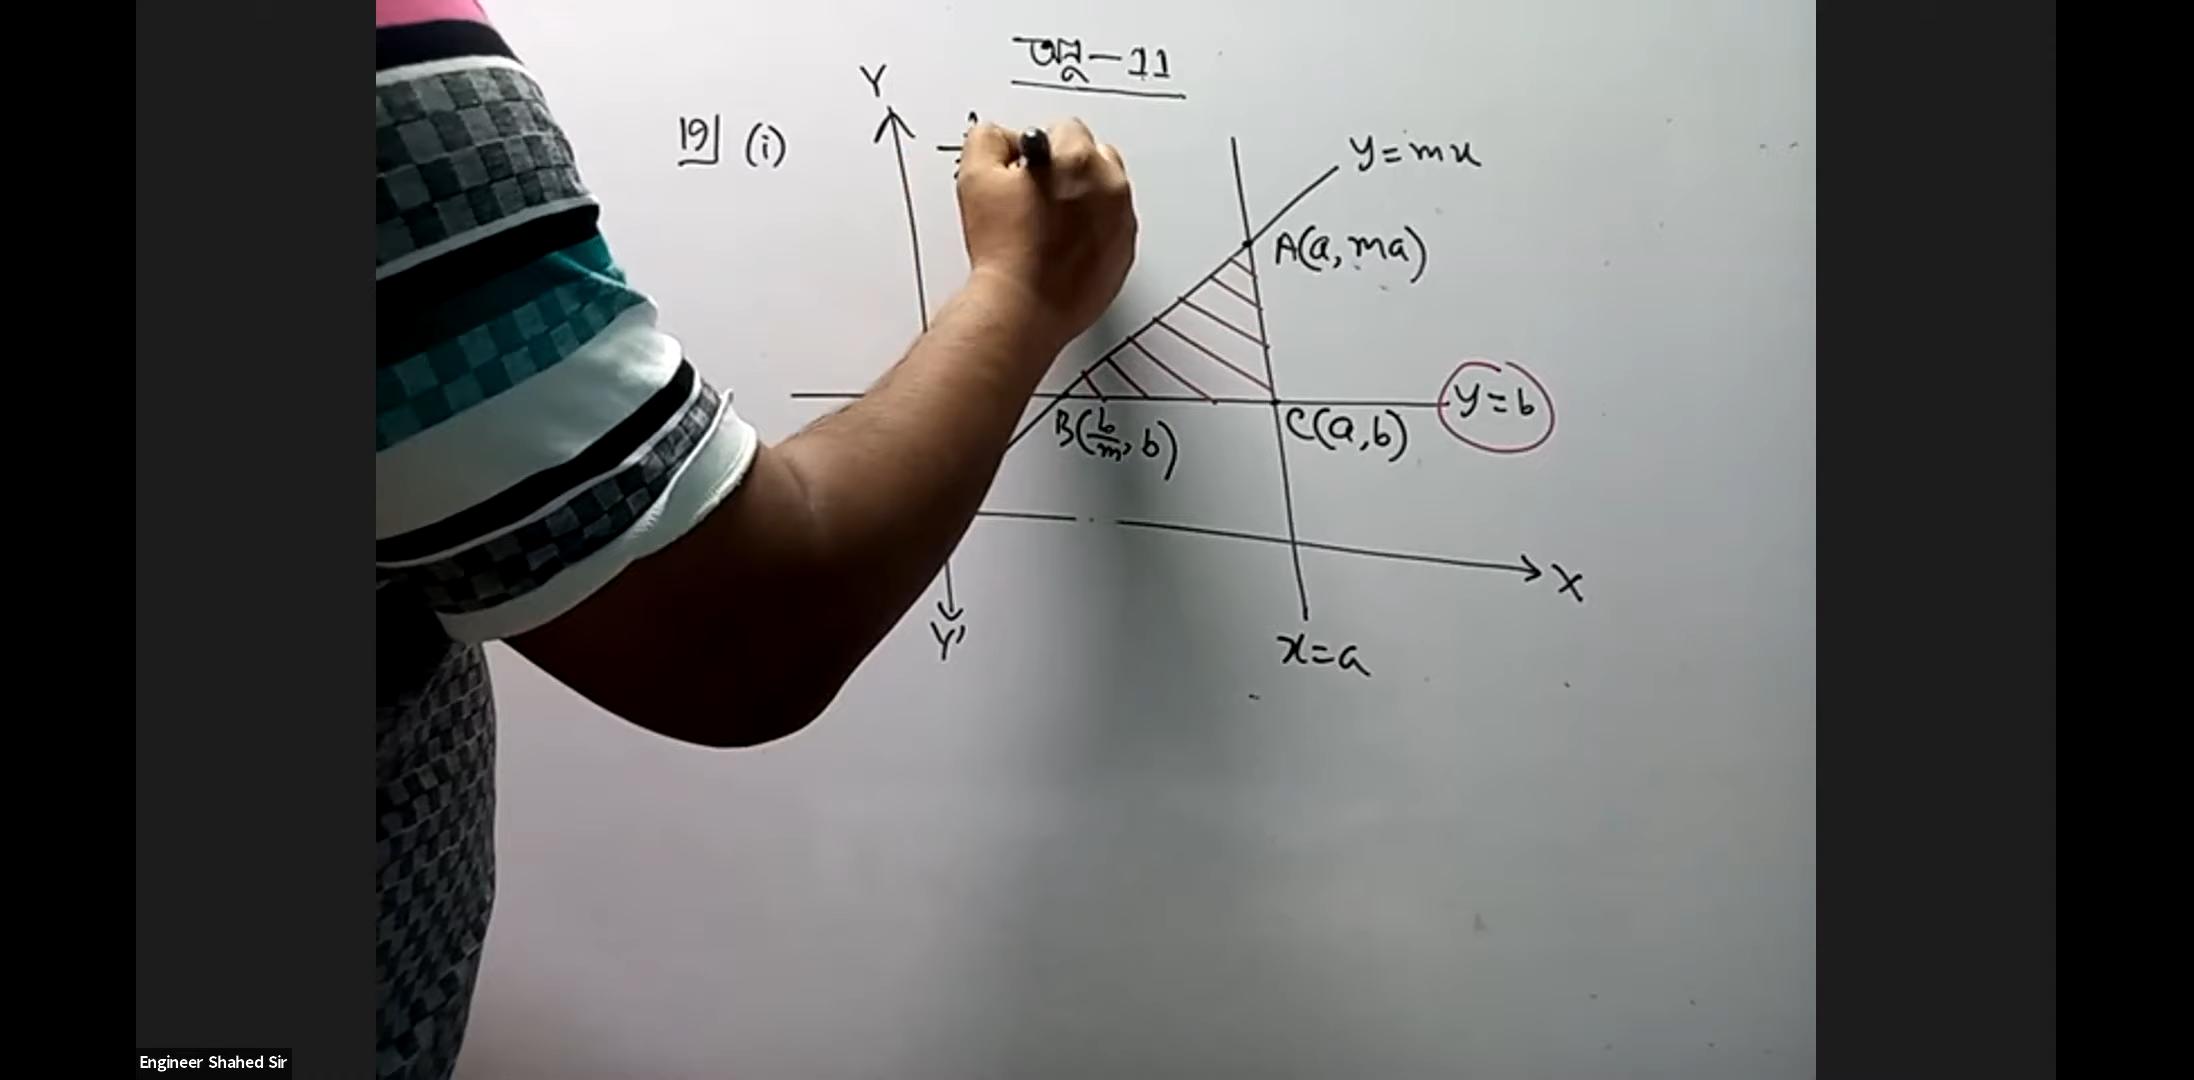 অনু-11
Y
19] (i)
y=mx
A(a, ma)
y=b
B(b/m, b)
C(a,b)
X
Y'
x=a
Engineer Shahed Sir